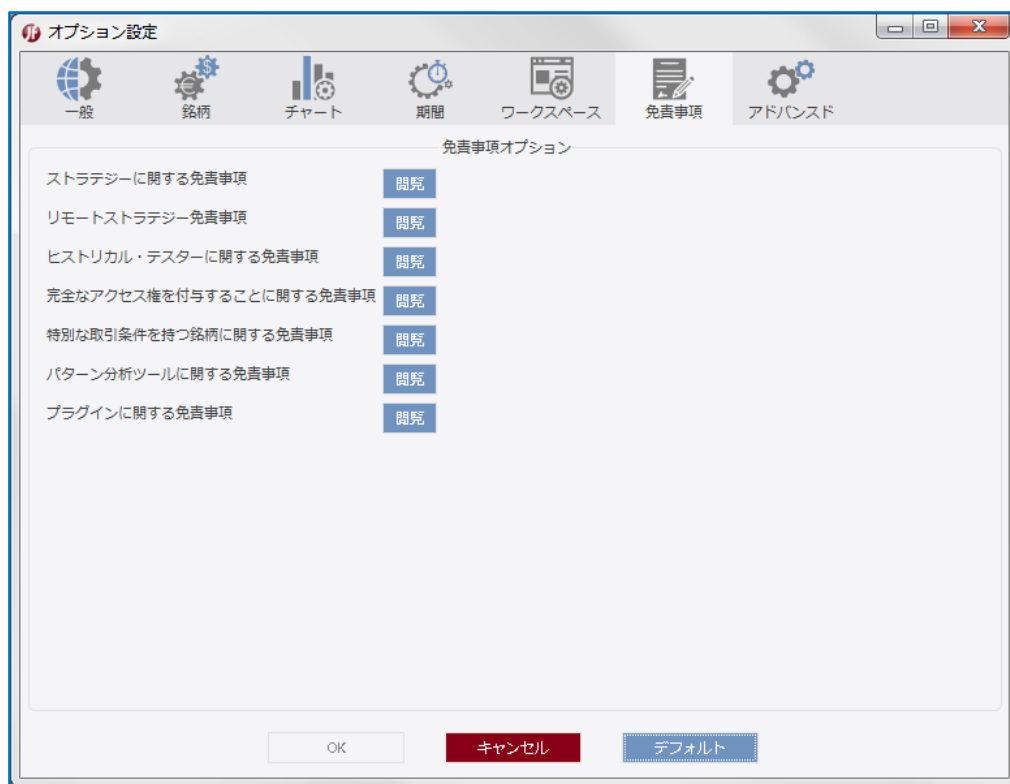 オプション設定
一般
銘柄
チャート
期間
ワークスペース
免責事項
アドバンスド
免責事項オプション
ストラテジーに関する免責事項 閲覧
リモートストラテジー免責事項 閲覧
ヒストリカル・テスターに関する免責事項 閲覧
完全なアクセス権を付与することに関する免責事項 閲覧
特別な取引条件を持つ銘柄に関する免責事項 閲覧
パターン分析ツールに関する免責事項 閲覧
プラグインに関する免責事項 閲覧
OK キャンセル デフォルト